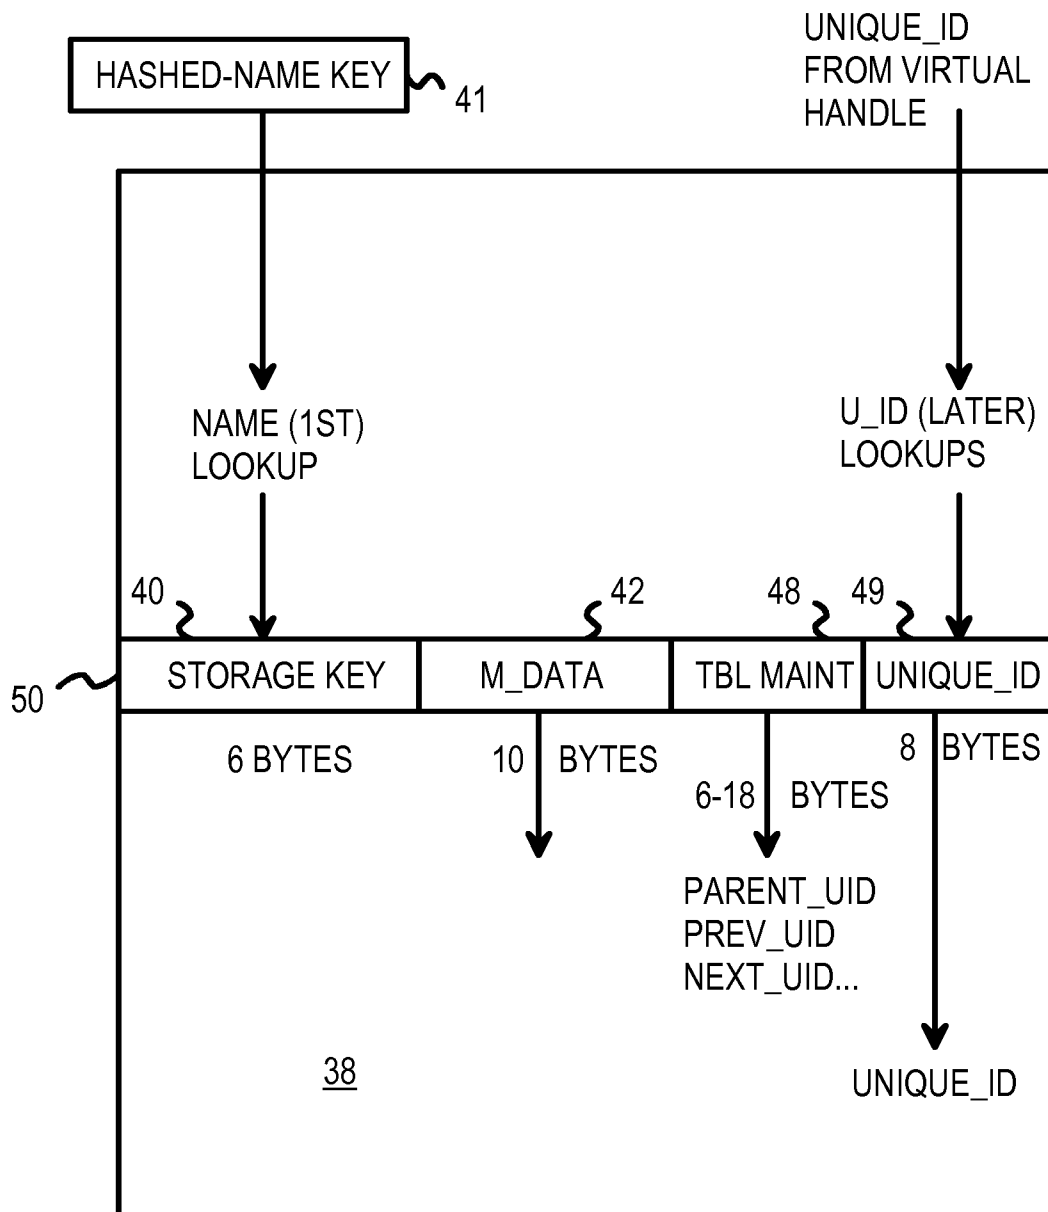 UNIQUE_ID
FROM VIRTUAL
HANDLE
HASHED-NAME KEY
41
NAME (1ST)
LOOKUP
U_ID (LATER)
LOOKUPS
40
42
48
49
50
STORAGE KEY
M_DATA
TBL MAINT
UNIQUE_ID
6 BYTES
10 BYTES
6-18 BYTES
8 BYTES
PARENT_UID
PREV_UID
NEXT_UID...
38
UNIQUE_ID